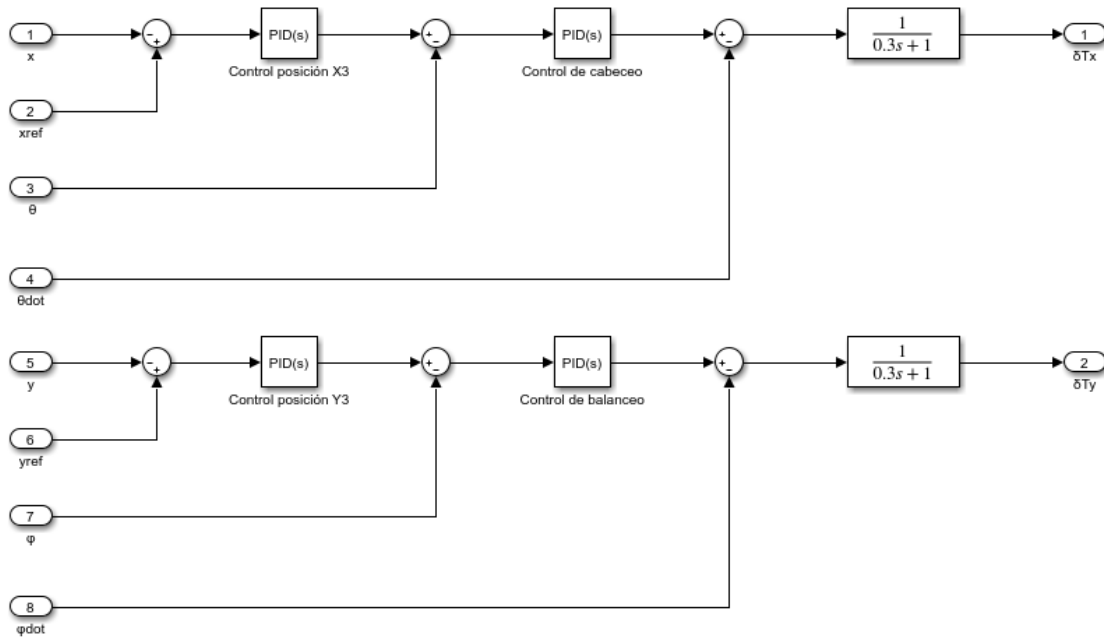 1
x
-
+
PID(s)
Control posición X3
+
-
PID(s)
Control de cabeceo
+
-
1
0.3s + 1
1
δTx
2
xref
3
θ
4
θdot
5
y
-
+
PID(s)
Control posición Y3
+
-
PID(s)
Control de balanceo
+
-
1
0.3s + 1
2
δTy
6
yref
7
φ
8
φdot